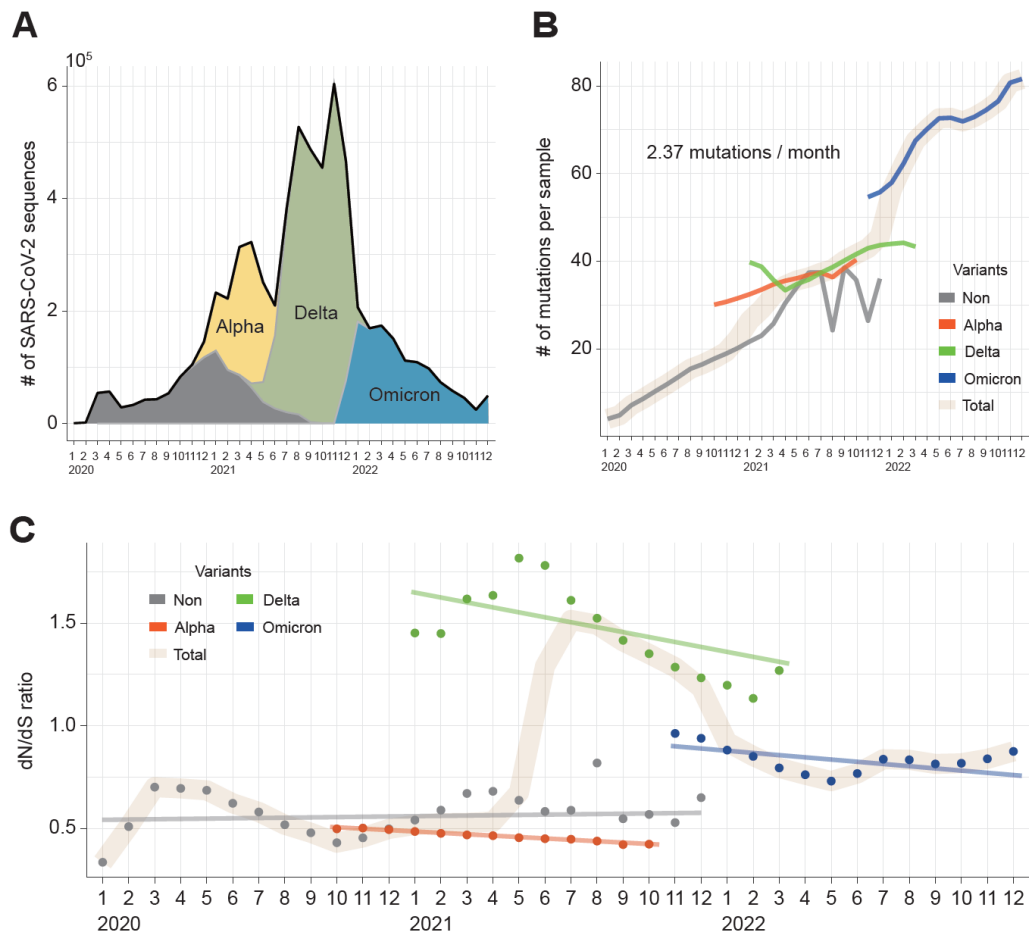 A
10⁵
6
4
2
0
# of SARS-CoV-2 sequences
Alpha
Delta
Omicron
1 2 3 4 5 6 7 8 9 10 11 12 1 2 3 4 5 6 7 8 9 10 11 12 1 2 3 4 5 6 7 8 9 10 11 12
2020 2021 2022
B
80
60
40
20
# of mutations per sample
2.37 mutations / month
Variants
Non
Alpha
Delta
Omicron
Total
1 2 3 4 5 6 7 8 9 10 11 12 1 2 3 4 5 6 7 8 9 10 11 12 1 2 3 4 5 6 7 8 9 10 11 12
2020 2021 2022
C
Variants
Non Delta
Alpha Omicron
Total
1.5
1.0
0.5
dN/dS ratio
1 2 3 4 5 6 7 8 9 10 11 12 1 2 3 4 5 6 7 8 9 10 11 12 1 2 3 4 5 6 7 8 9 10 11 12
2020 2021 2022